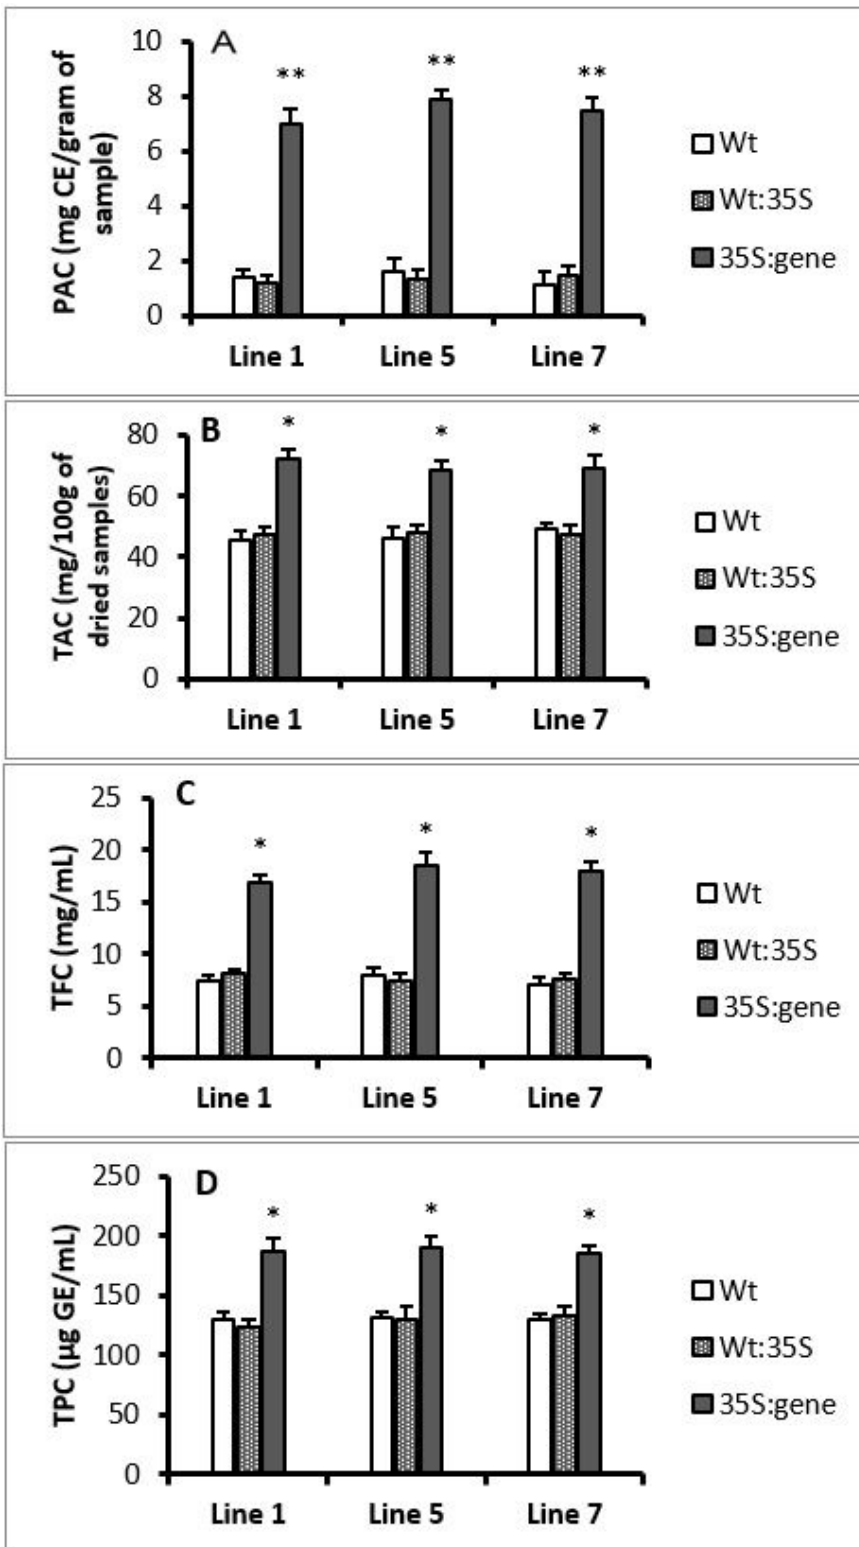 A
PAC (mg CE/gram of
sample)
10
8
6
4
2
0
**
**
**
Line 1
Line 5
Line 7
Wt
Wt:35S
35S:gene
B
TAC (mg/100g of
dried samples)
80
60
40
20
0
*
*
*
Line 1
Line 5
Line 7
Wt
Wt:35S
35S:gene
C
TFC (mg/mL)
25
20
15
10
5
0
*
*
*
Line 1
Line 5
Line 7
Wt
Wt:35S
35S:gene
D
TPC (µg GE/mL)
250
200
150
100
50
0
*
*
*
Line 1
Line 5
Line 7
Wt
Wt:35S
35S:gene